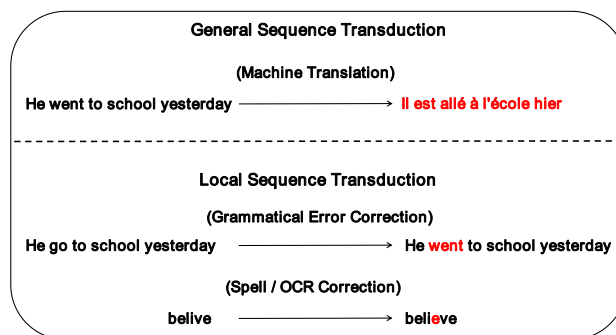 General Sequence Transduction
(Machine Translation)
He went to school yesterday Il est allé à l'école hier
Local Sequence Transduction
(Grammatical Error Correction)
He go to school yesterday He went to school yesterday
(Spell / OCR Correction)
belive believe